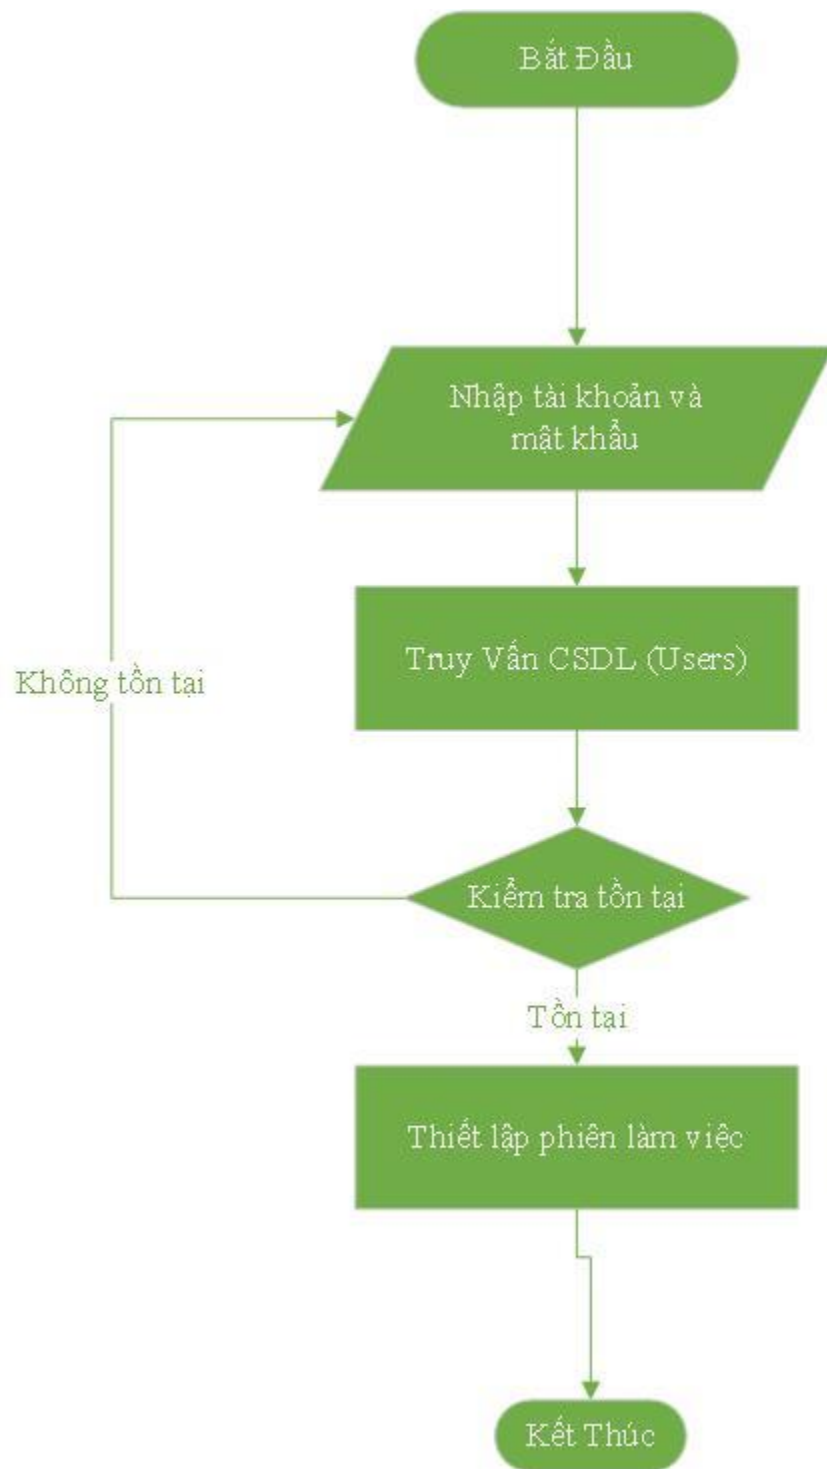 Bắt Đầu
Nhập tài khoản và
mật khẩu
Truy Vấn CSDL (Users)
Không tồn tại
Kiểm tra tồn tại
Tồn tại
Thiết lập phiên làm việc
Kết Thúc